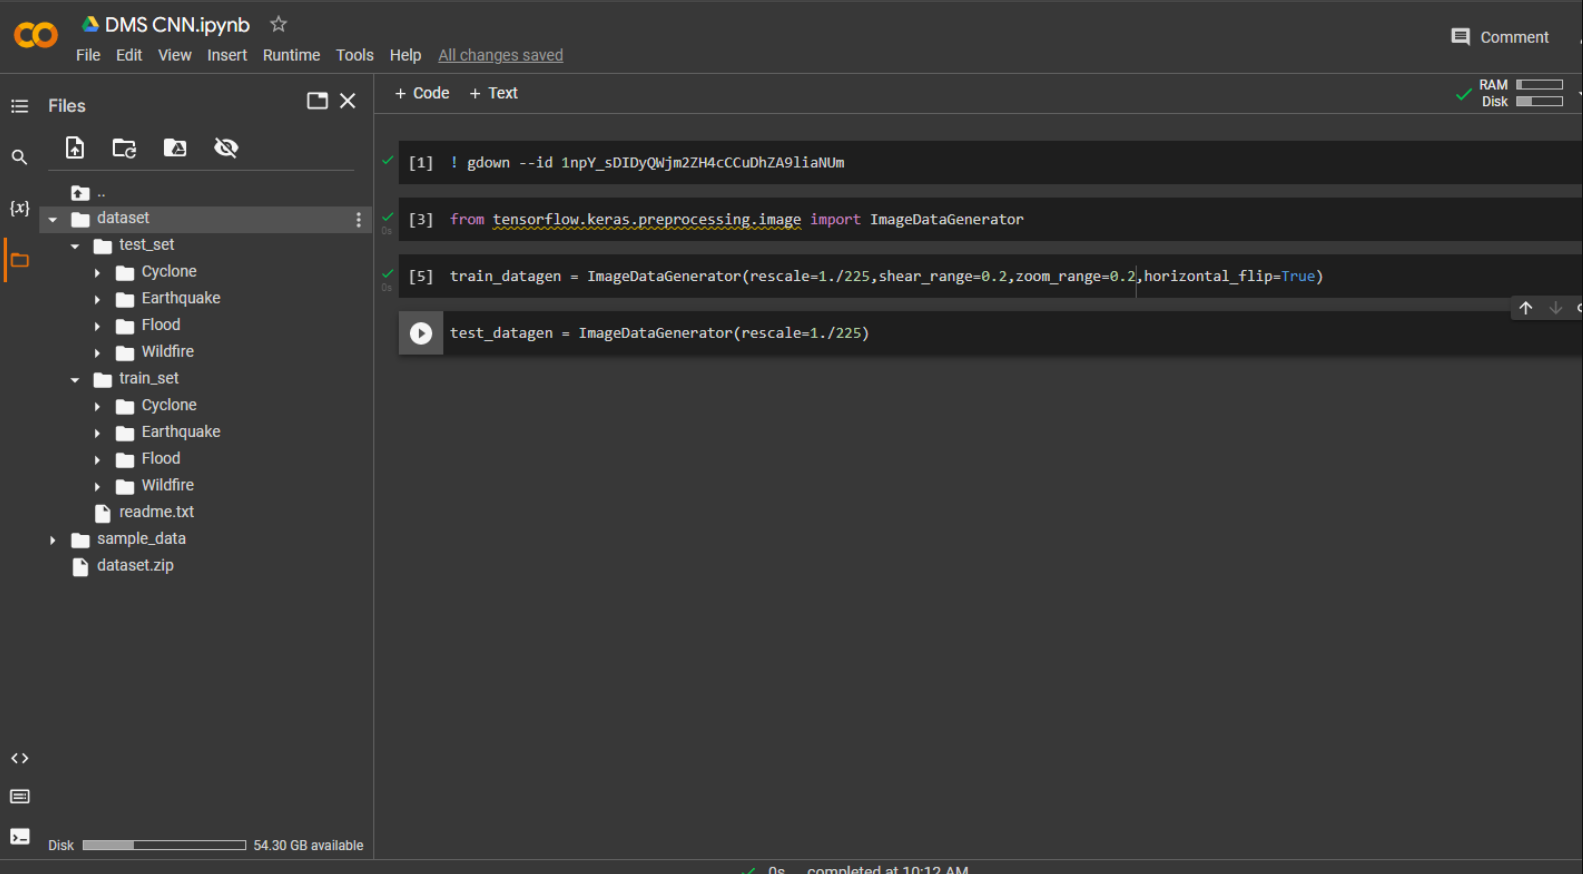 DMS CNN.ipynb
File Edit View Insert Runtime Tools Help All changes saved
Comment
Files
+ Code + Text
RAM
Disk
{x}
..
dataset
test_set
Cyclone
Earthquake
Flood
Wildfire
train_set
Cyclone
Earthquake
Flood
Wildfire
readme.txt
sample_data
dataset.zip
Disk 54.30 GB available
[1] ! gdown --id 1npY_sDIDyQWjm2ZH4cCCuDhZA9liaNUm
[3] from tensorflow.keras.preprocessing.image import ImageDataGenerator
0s
[5] train_datagen = ImageDataGenerator(rescale=1./225,shear_range=0.2,zoom_range=0.2,horizontal_flip=True)
0s
test_datagen = ImageDataGenerator(rescale=1./225)
0s completed at 10:12 AM